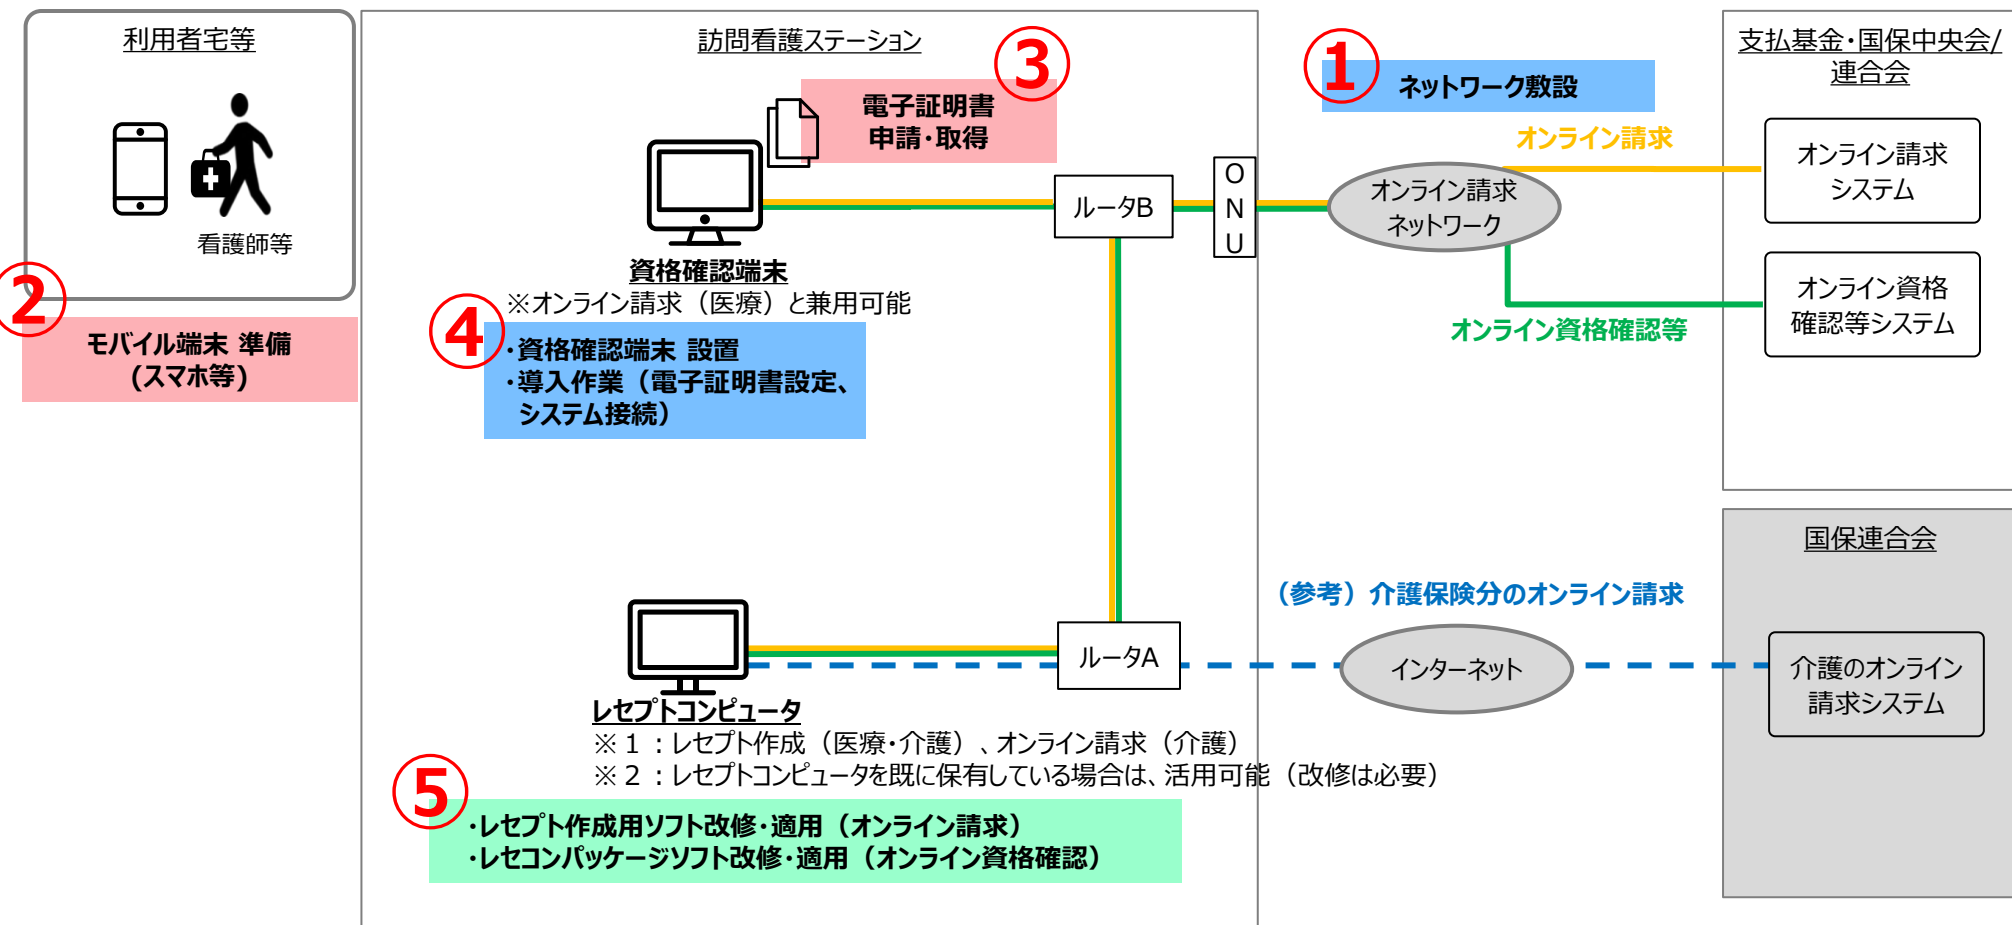 利用者宅等
看護師等
②
モバイル端末 準備
(スマホ等)
訪問看護ステーション
③
電子証明書
申請・取得
資格確認端末
※オンライン請求（医療）と兼用可能
④
・資格確認端末 設置
・導入作業（電子証明書設定、
システム接続）
ルータB
O
N
U
①
ネットワーク敷設
オンライン請求
オンライン請求
ネットワーク
オンライン資格確認等
支払基金・国保中央会/
連合会
オンライン請求
システム
オンライン資格
確認等システム
ルータA
レセプトコンピュータ
※１：レセプト作成（医療・介護）、オンライン請求（介護）
※２：レセプトコンピュータを既に保有している場合は、活用可能（改修は必要）
⑤
・レセプト作成用ソフト改修・適用（オンライン請求）
・レセコンパッケージソフト改修・適用（オンライン資格確認）
（参考）介護保険分のオンライン請求
インターネット
国保連合会
介護のオンライン
請求システム